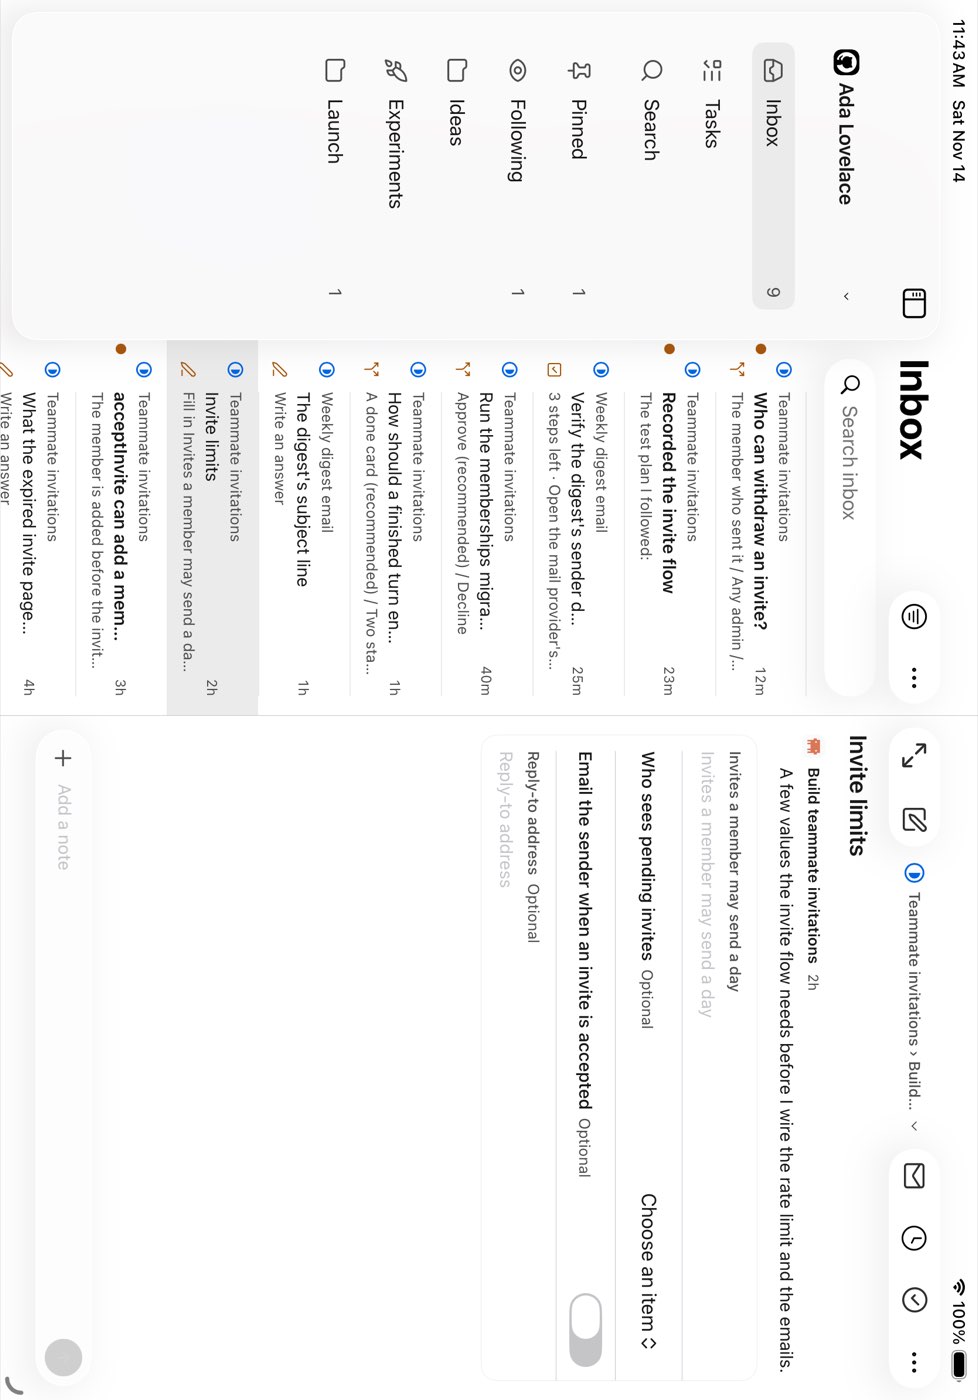 11:43 AM Sat Nov 14
100%
Ada Lovelace
Inbox 9
Tasks
Search
Pinned 1
Following 1
Ideas
Experiments
Launch 1
Inbox
Search inbox
Teammate invitations
Who can withdraw an invite? 12m
The member who sent it / Any admin /...
Teammate invitations
Recorded the invite flow 23m
The test plan I followed:
Weekly digest email
Verify the digest's sender d... 25m
3 steps left · Open the mail provider's...
Teammate invitations
Run the memberships migra... 40m
Approve (recommended) / Decline
Teammate invitations
How should a finished turn en... 1h
A done card (recommended) / Two sta...
Weekly digest email
The digest's subject line 1h
Write an answer
Teammate invitations
Invite limits 2h
Fill in Invites a member may send a da...
Teammate invitations
acceptInvite can add a mem... 3h
The member is added before the invit...
Teammate invitations
What the expired invite page... 4h
Write an answer
Teammate invitations › Build...
Invite limits
Build teammate invitations 2h
A few values the invite flow needs before I wire the rate limit and the emails.
Invites a member may send a day
Invites a member may send a day
Who sees pending invites Optional Choose an item
Email the sender when an invite is accepted Optional
Reply-to address Optional
Reply-to address
Add a note